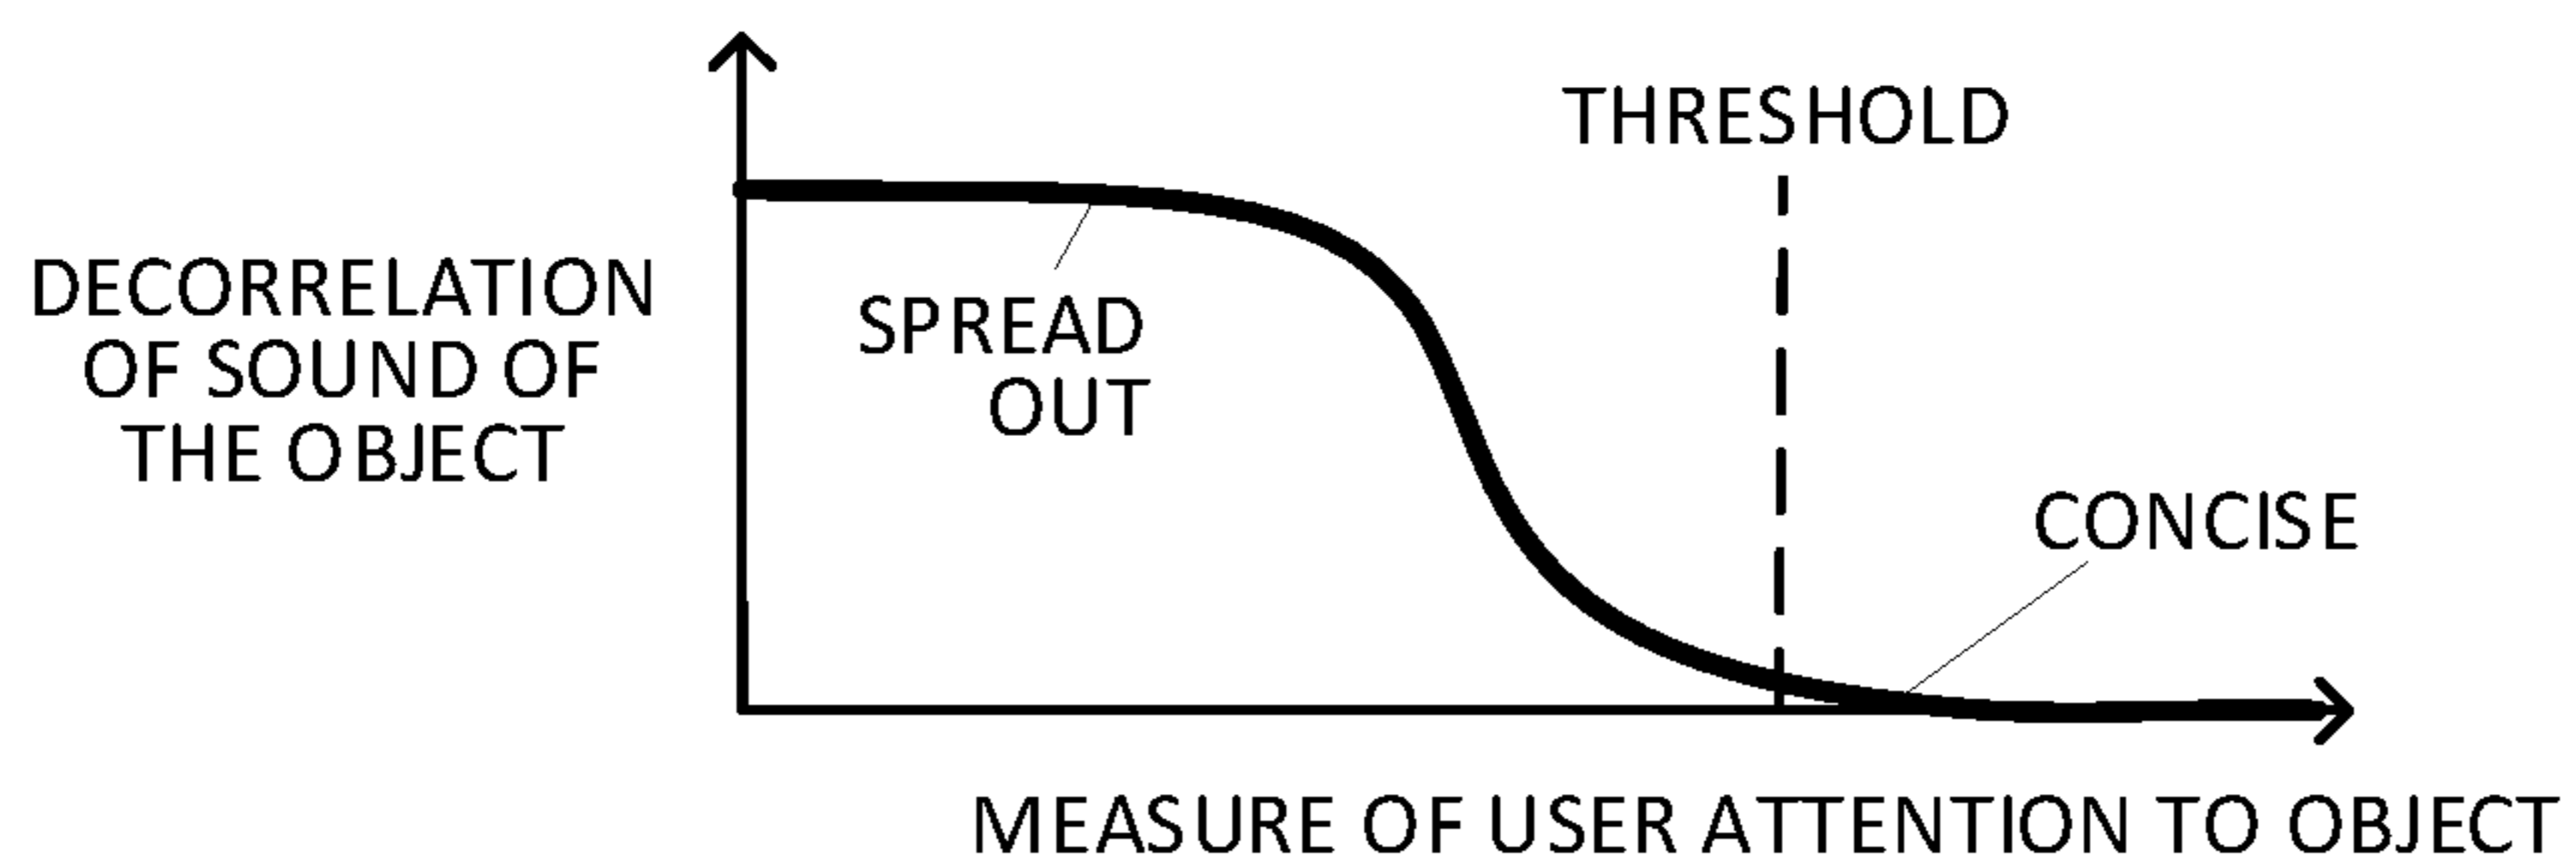 THRESHOLD
DECORRELATION
OF SOUND OF
THE OBJECT
SPREAD
OUT
CONCISE
MEASURE OF USER ATTENTION TO OBJECT